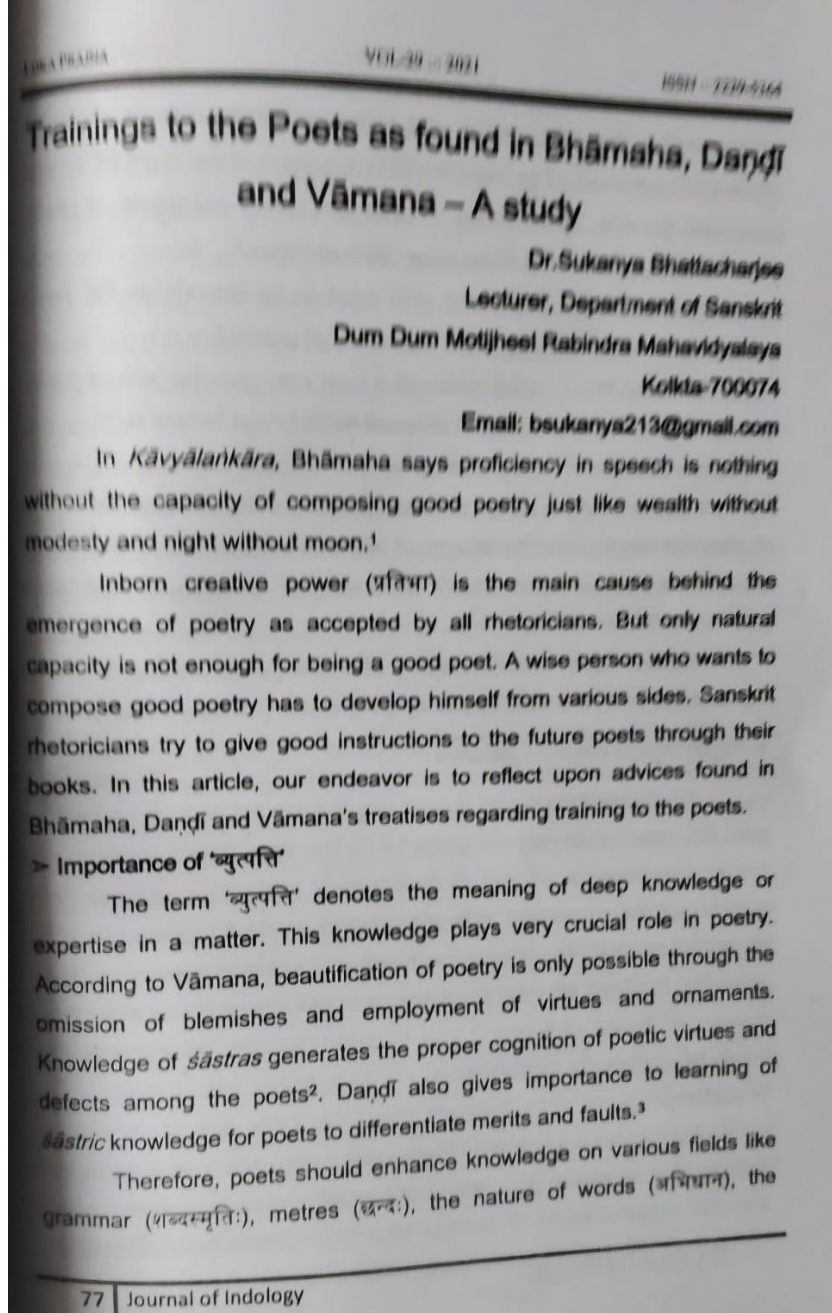 LOKA PRAJNA
VOL-39 : 2021
ISSN :
Trainings to the Poets as found in Bhāmaha, Daṇḍī
and Vāmana – A study
Dr.Sukanya Bhattacharjee
Lecturer, Department of Sanskrit
Dum Dum Motijheel Rabindra Mahavidyalaya
Kolkta-700074
Email: bsukanya213@gmail.com
In Kāvyālaṅkāra, Bhāmaha says proficiency in speech is nothing
without the capacity of composing good poetry just like wealth without
modesty and night without moon.¹
Inborn creative power (प्रतिभा) is the main cause behind the
emergence of poetry as accepted by all rhetoricians. But only natural
capacity is not enough for being a good poet. A wise person who wants to
compose good poetry has to develop himself from various sides. Sanskrit
rhetoricians try to give good instructions to the future poets through their
books. In this article, our endeavor is to reflect upon advices found in
Bhāmaha, Daṇḍī and Vāmana's treatises regarding training to the poets.
➢ Importance of 'व्युत्पत्ति'
The term 'व्युत्पत्ति' denotes the meaning of deep knowledge or
expertise in a matter. This knowledge plays very crucial role in poetry.
According to Vāmana, beautification of poetry is only possible through the
omission of blemishes and employment of virtues and ornaments.
Knowledge of śāstras generates the proper cognition of poetic virtues and
defects among the poets². Daṇḍī also gives importance to learning of
śāstric knowledge for poets to differentiate merits and faults.³
Therefore, poets should enhance knowledge on various fields like
grammar (शब्दस्मृतिः), metres (छन्दः), the nature of words (अभिधान), the
77 | Journal of Indology